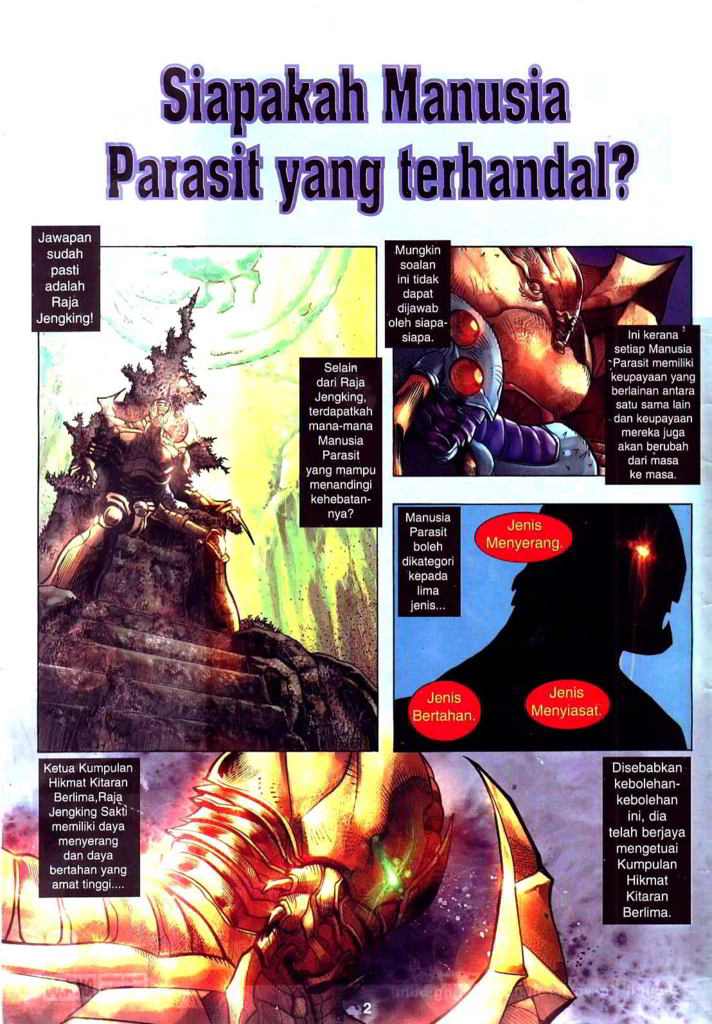 Siapakah Manusia
Parasit yang terhandal?
Jawapan
sudah
pasti
adalah
Raja
Jengking!
Selain
dari Raja
Jengking,
terdapatkah
mana-mana
Manusia
Parasit
yang mampu
menandingi
kehebatan-
nya?
Mungkin
soalan
ini tidak
dapat
dijawab
oleh siapa-
siapa.
Ini kerana
setiap Manusia
Parasit memiliki
keupayaan yang
berlainan antara
satu sama lain
dan keupayaan
mereka juga
akan berubah
dari masa
ke masa.
Manusia
Parasit
boleh
dikategori
kepada
lima
jenis...
Jenis
Menyerang.
Jenis
Bertahan.
Jenis
Menyiasat.
Ketua Kumpulan
Hikmat Kitaran
Berlima,Raja
Jengking Sakti
memiliki daya
menyerang
dan daya
bertahan yang
amat tinggi....
Disebabkan
kebolehan-
kebolehan
ini, dia
telah berjaya
mengetuai
Kumpulan
Hikmat
Kitaran
Berlima.
2